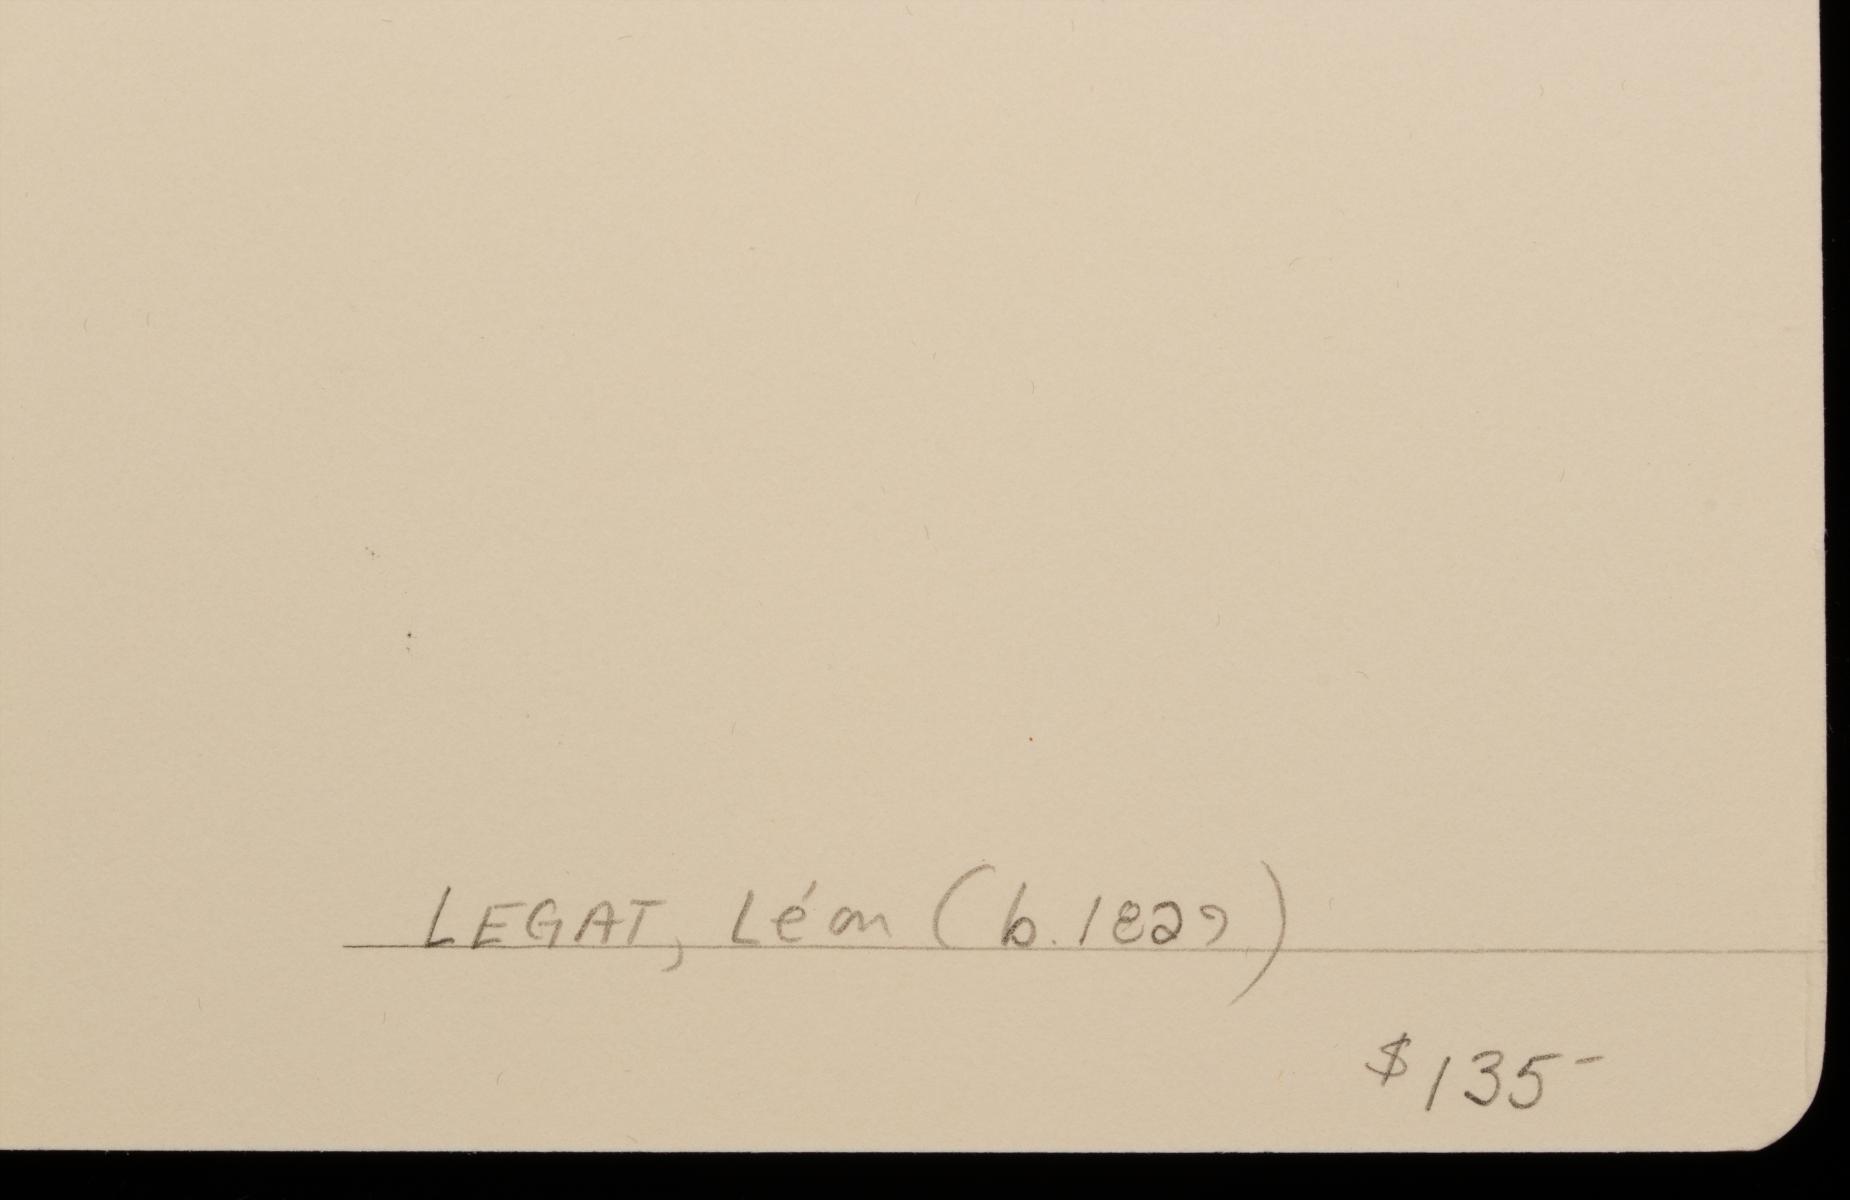 LEGAT, Léon (b. 1829)
$135-